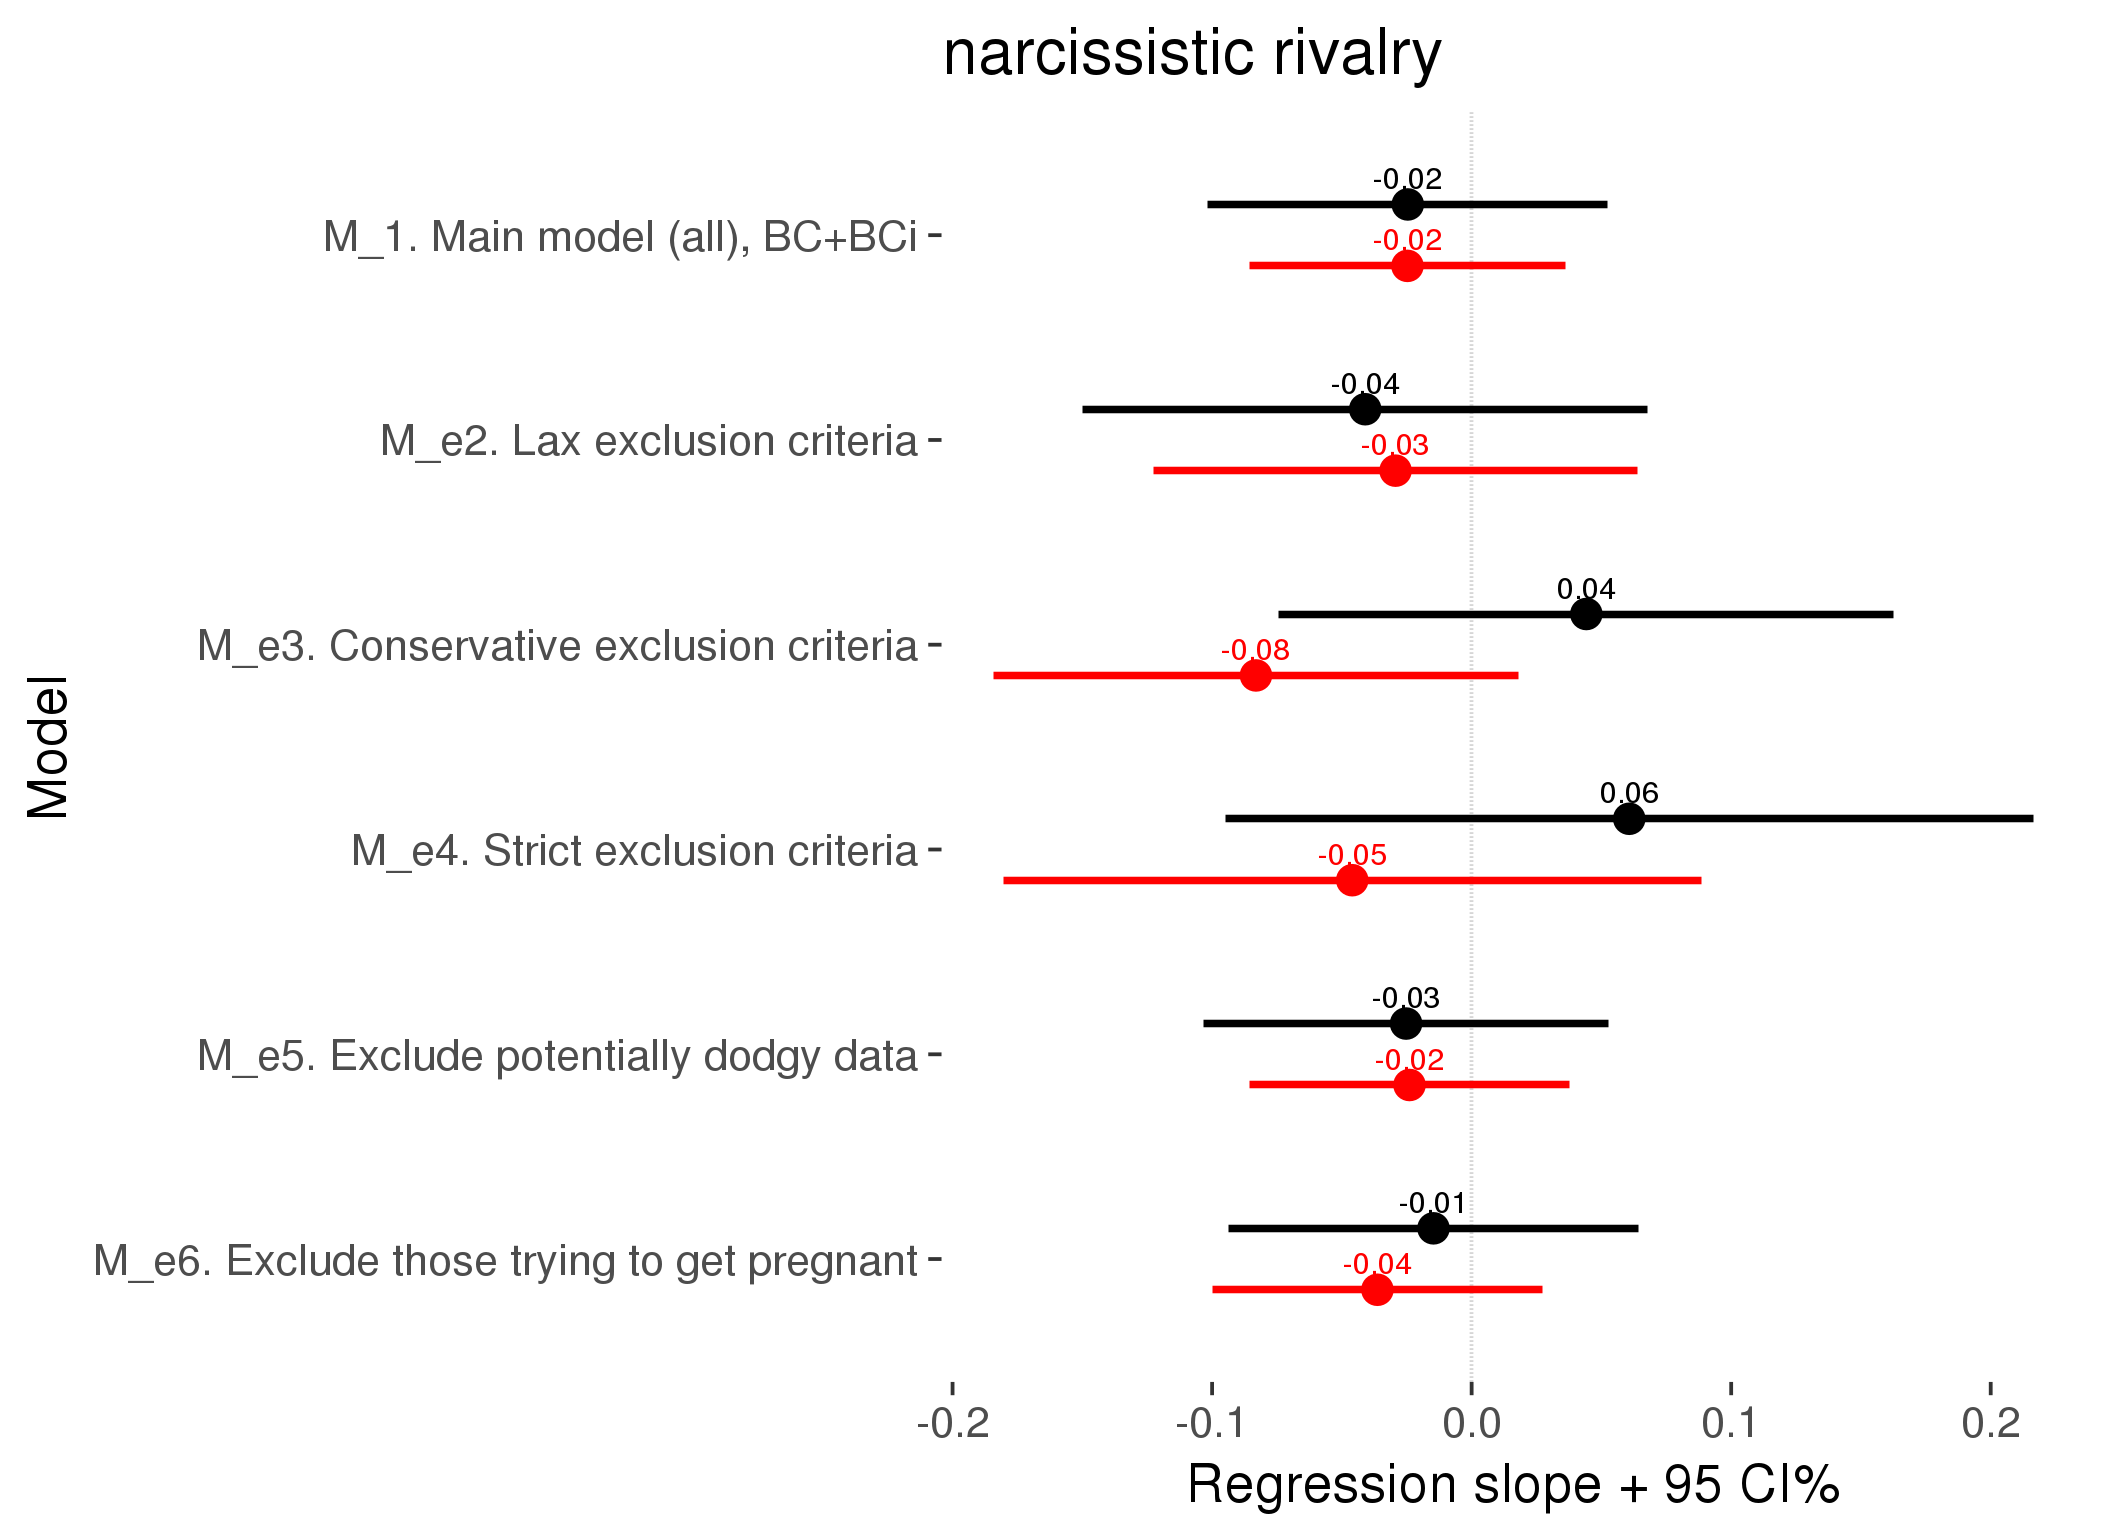 narcissistic rivalry
Model
M_1. Main model (all), BC+BCi
-0.02
-0.02
M_e2. Lax exclusion criteria
-0.04
-0.03
M_e3. Conservative exclusion criteria
0.04
-0.08
M_e4. Strict exclusion criteria
0.06
-0.05
M_e5. Exclude potentially dodgy data
-0.03
-0.02
M_e6. Exclude those trying to get pregnant
-0.01
-0.04
-0.2 -0.1 0.0 0.1 0.2
Regression slope + 95 CI%